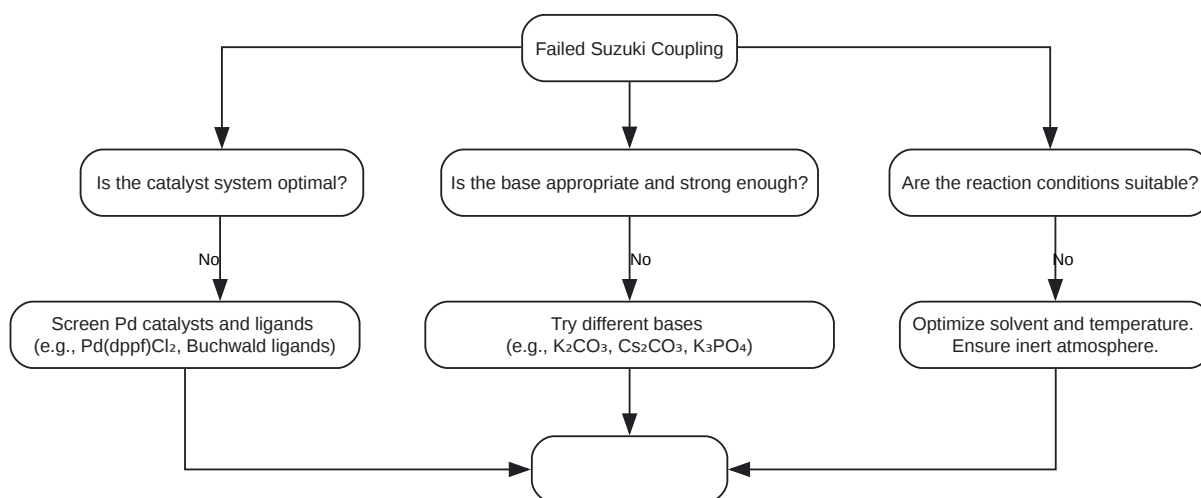 Failed Suzuki Coupling
Is the catalyst system optimal?
Is the base appropriate and strong enough?
Are the reaction conditions suitable?
No
No
No
Screen Pd catalysts and ligands
(e.g., Pd(dppf)Cl₂, Buchwald ligands)
Try different bases
(e.g., K₂CO₃, Cs₂CO₃, K₃PO₄)
Optimize solvent and temperature.
Ensure inert atmosphere.